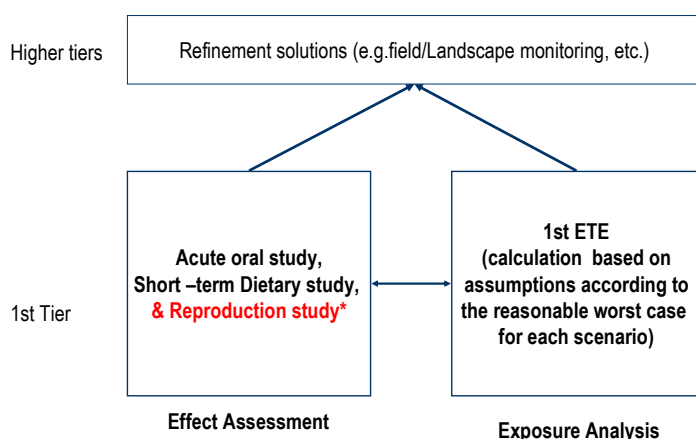 Higher tiers
Refinement solutions (e.g.field/Landscape monitoring, etc.)
1st Tier
Acute oral study,
Short –term Dietary study,
& Reproduction study*
1st ETE
(calculation based on
assumptions according to
the reasonable worst case
for each scenario)
Effect Assessment
Exposure Analysis